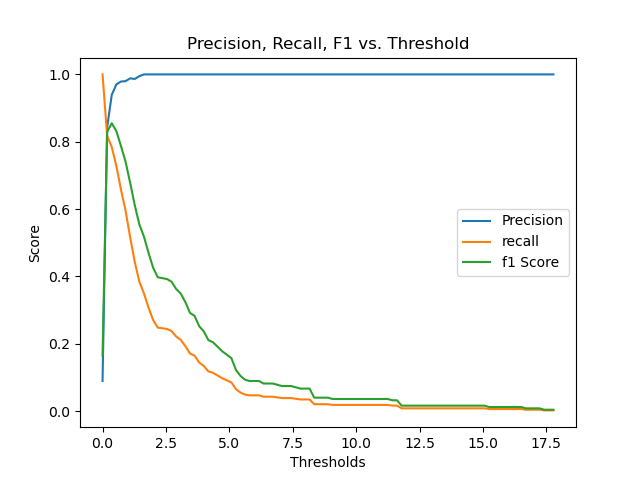 Precision, Recall, F1 vs. Threshold
Score
1.0
0.8
0.6
0.4
0.2
0.0
Precision
recall
f1 Score
0.0 2.5 5.0 7.5 10.0 12.5 15.0 17.5
Thresholds